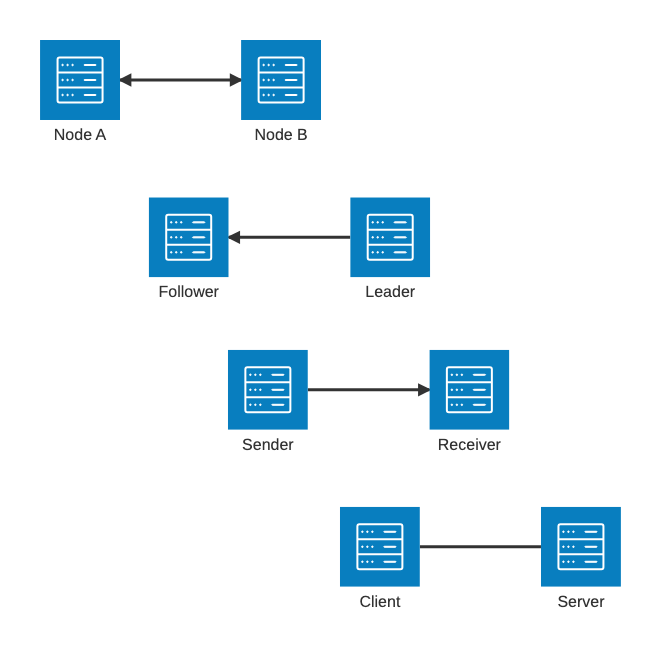 Node A
Node B
Follower
Leader
Sender
Receiver
Client
Server